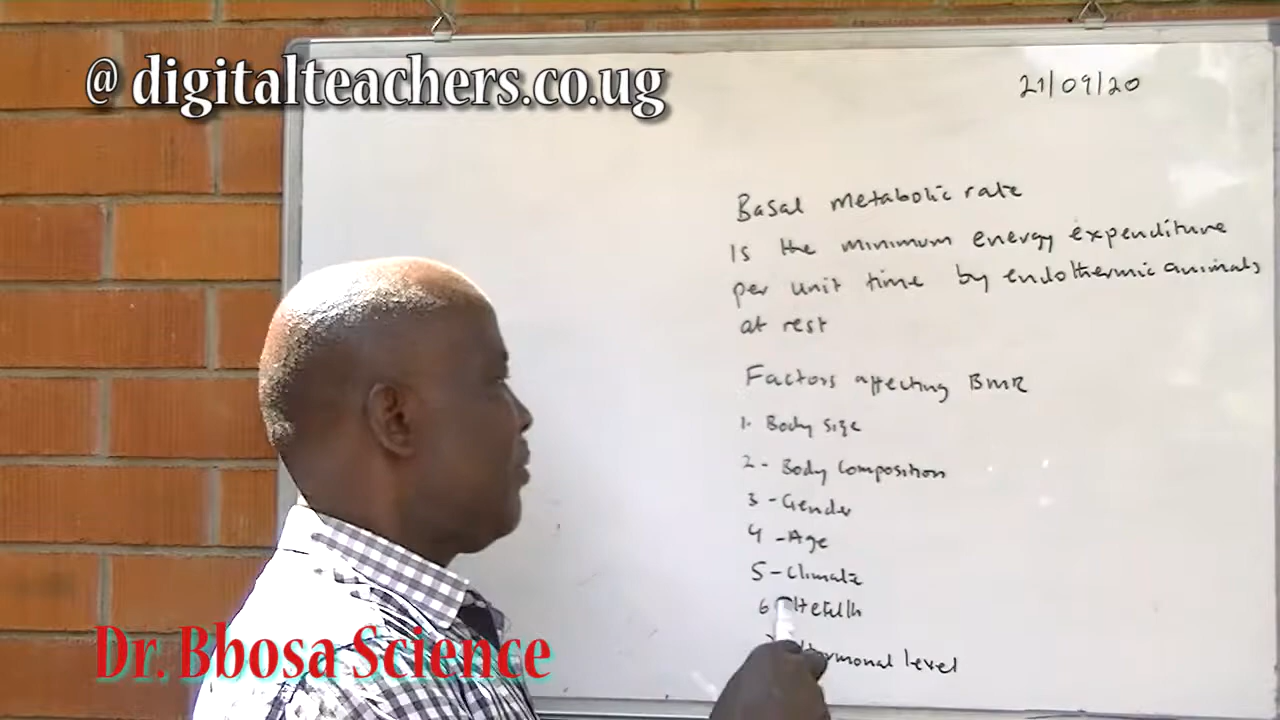 @ digitalteachers.co.ug
21/09/20
Basal metabolic rate
Is the minimum energy expenditure
per unit time by endothermic animals
at rest
Factors affecting BMR
1. Body size
2 - Body composition
3 - Gender
4 - Age
5 - Climate
6 Health
Hormonal level
Dr. Bbosa Science